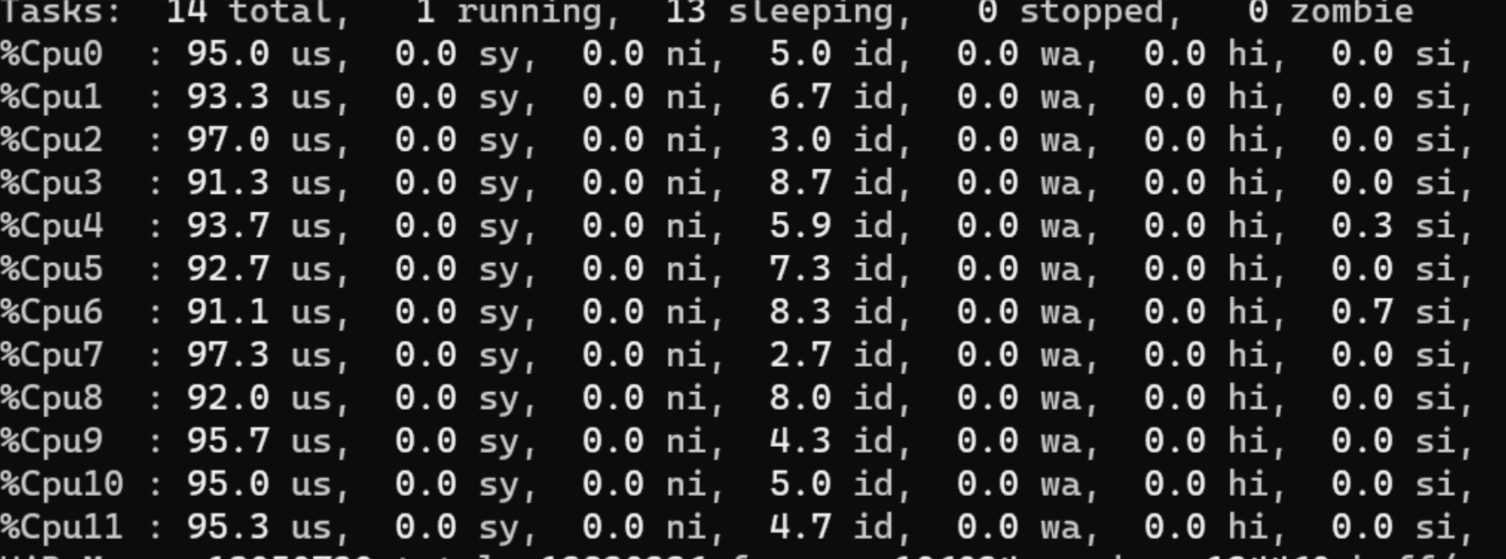 Tasks:  14 total,   1 running,  13 sleeping,   0 stopped,   0 zombie
%Cpu0  : 95.0 us,  0.0 sy,  0.0 ni,  5.0 id,  0.0 wa,  0.0 hi,  0.0 si,
%Cpu1  : 93.3 us,  0.0 sy,  0.0 ni,  6.7 id,  0.0 wa,  0.0 hi,  0.0 si,
%Cpu2  : 97.0 us,  0.0 sy,  0.0 ni,  3.0 id,  0.0 wa,  0.0 hi,  0.0 si,
%Cpu3  : 91.3 us,  0.0 sy,  0.0 ni,  8.7 id,  0.0 wa,  0.0 hi,  0.0 si,
%Cpu4  : 93.7 us,  0.0 sy,  0.0 ni,  5.9 id,  0.0 wa,  0.0 hi,  0.3 si,
%Cpu5  : 92.7 us,  0.0 sy,  0.0 ni,  7.3 id,  0.0 wa,  0.0 hi,  0.0 si,
%Cpu6  : 91.1 us,  0.0 sy,  0.0 ni,  8.3 id,  0.0 wa,  0.0 hi,  0.7 si,
%Cpu7  : 97.3 us,  0.0 sy,  0.0 ni,  2.7 id,  0.0 wa,  0.0 hi,  0.0 si,
%Cpu8  : 92.0 us,  0.0 sy,  0.0 ni,  8.0 id,  0.0 wa,  0.0 hi,  0.0 si,
%Cpu9  : 95.7 us,  0.0 sy,  0.0 ni,  4.3 id,  0.0 wa,  0.0 hi,  0.0 si,
%Cpu10 : 95.0 us,  0.0 sy,  0.0 ni,  5.0 id,  0.0 wa,  0.0 hi,  0.0 si,
%Cpu11 : 95.3 us,  0.0 sy,  0.0 ni,  4.7 id,  0.0 wa,  0.0 hi,  0.0 si,